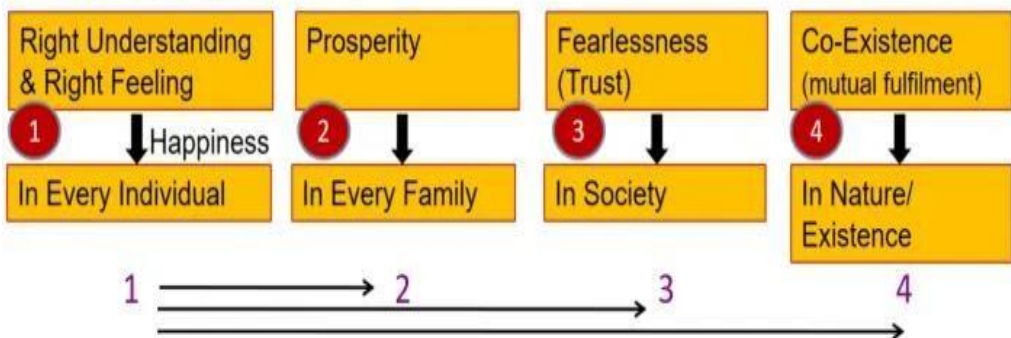 Right Understanding
& Right Feeling
Prosperity
Fearlessness
(Trust)
Co-Existence
(mutual fulfilment)
1
Happiness
2
3
4
In Every Individual
In Every Family
In Society
In Nature/
Existence
1
2
3
4